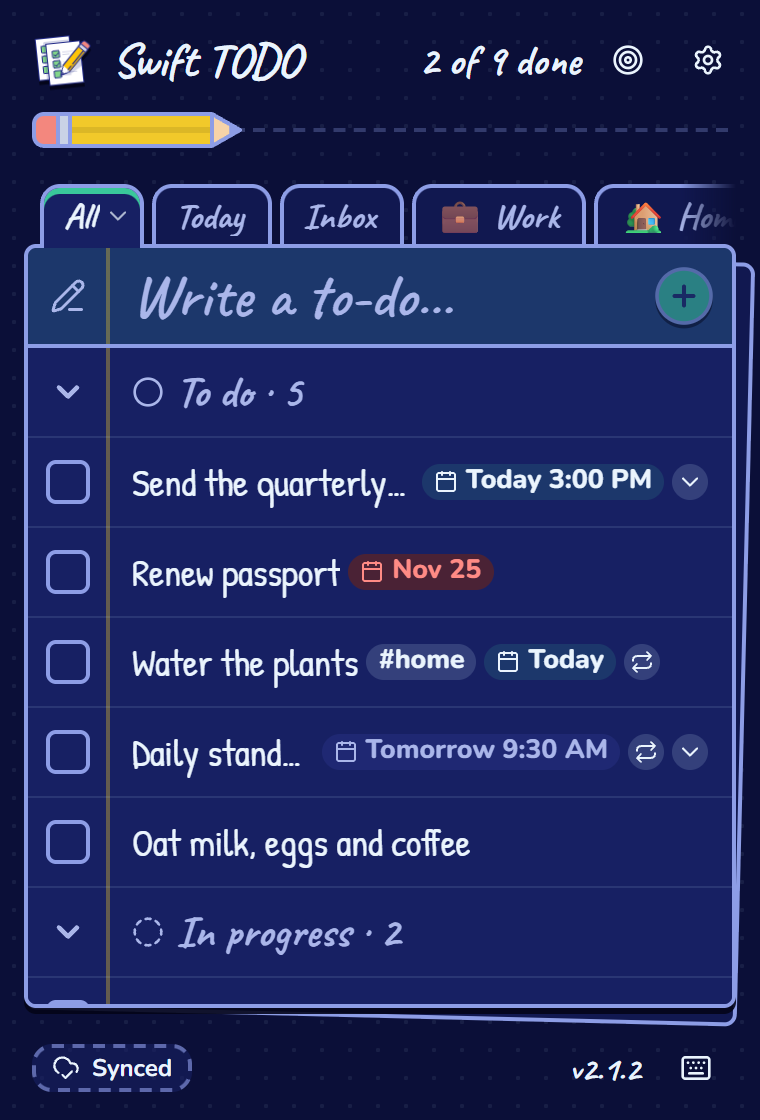 Swift TODO 2 of 9 done
All Today Inbox Work Hom
Write a to-do...
To do · 5
Send the quarterly... Today 3:00 PM
Renew passport Nov 25
Water the plants #home Today
Daily stand... Tomorrow 9:30 AM
Oat milk, eggs and coffee
In progress · 2
Synced v2.1.2